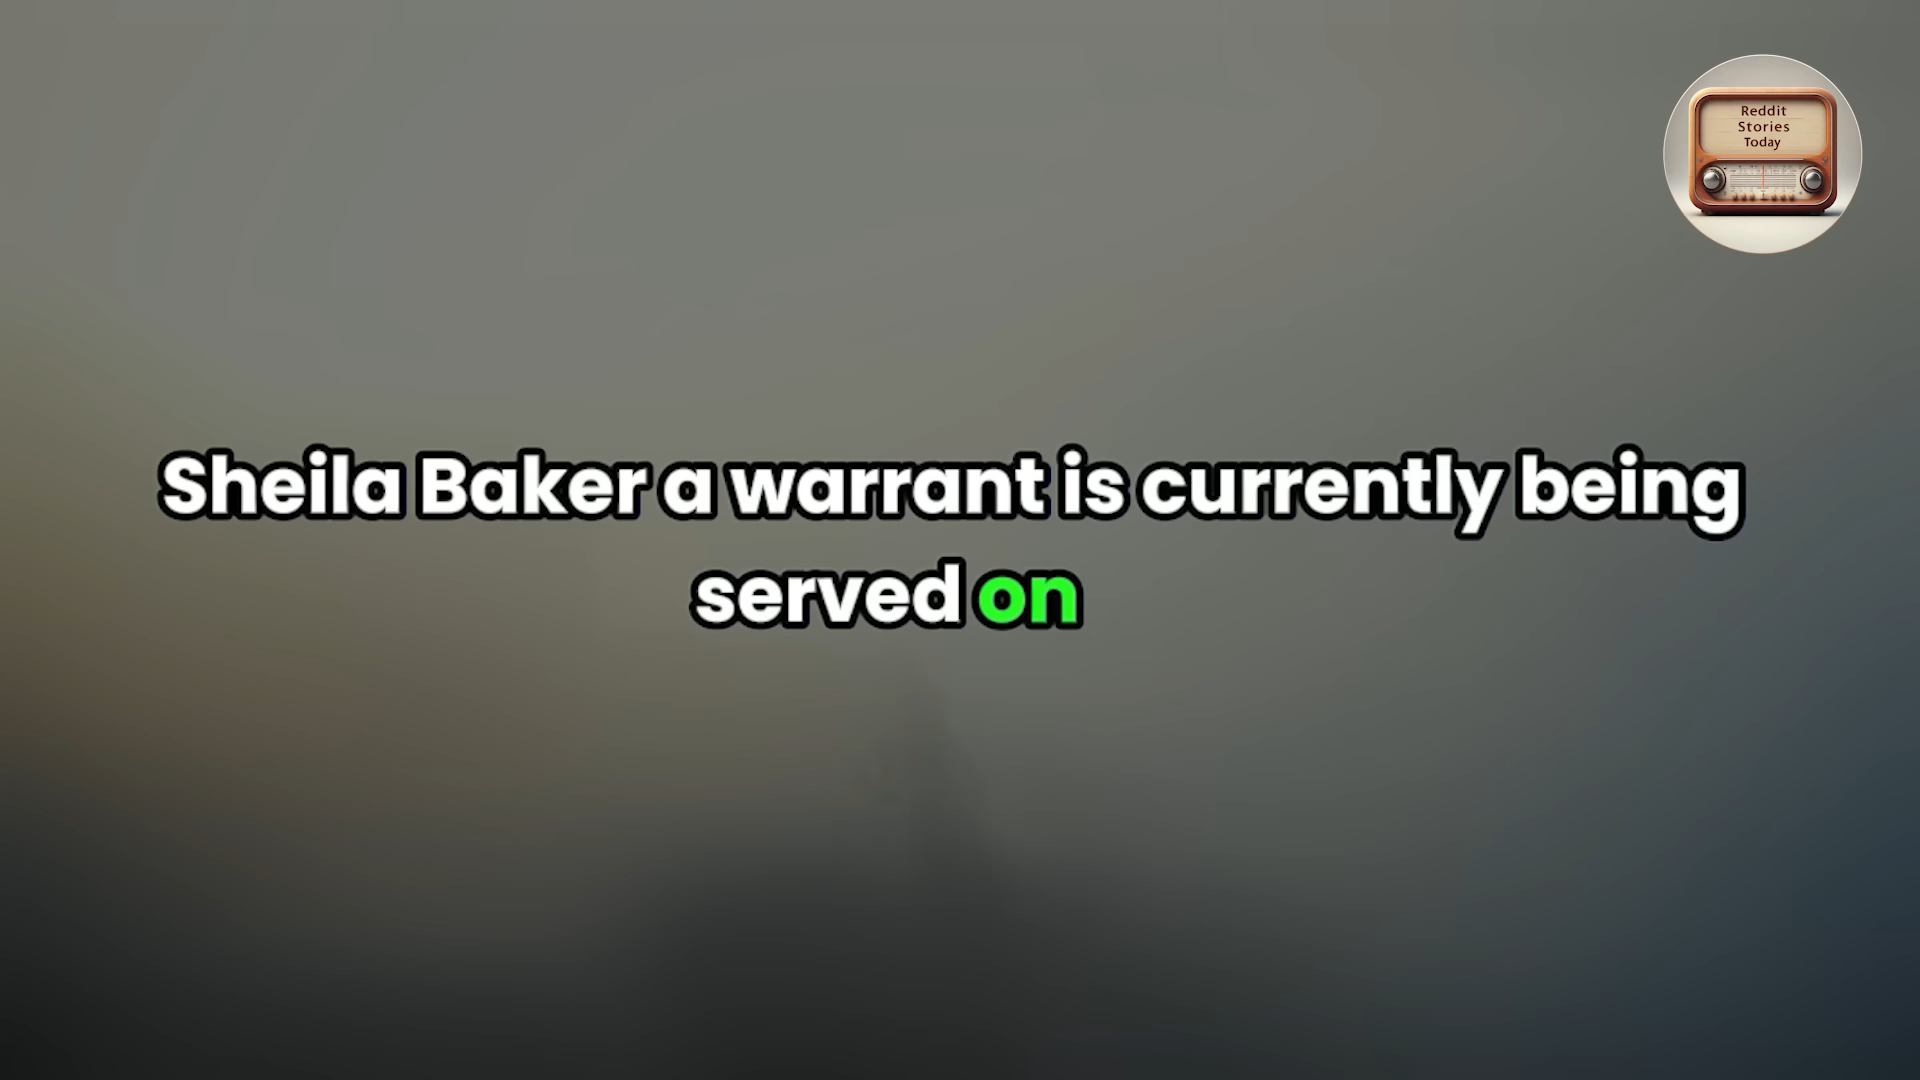 Reddit
Stories
Today
Sheila Baker a warrant is currently being
served on